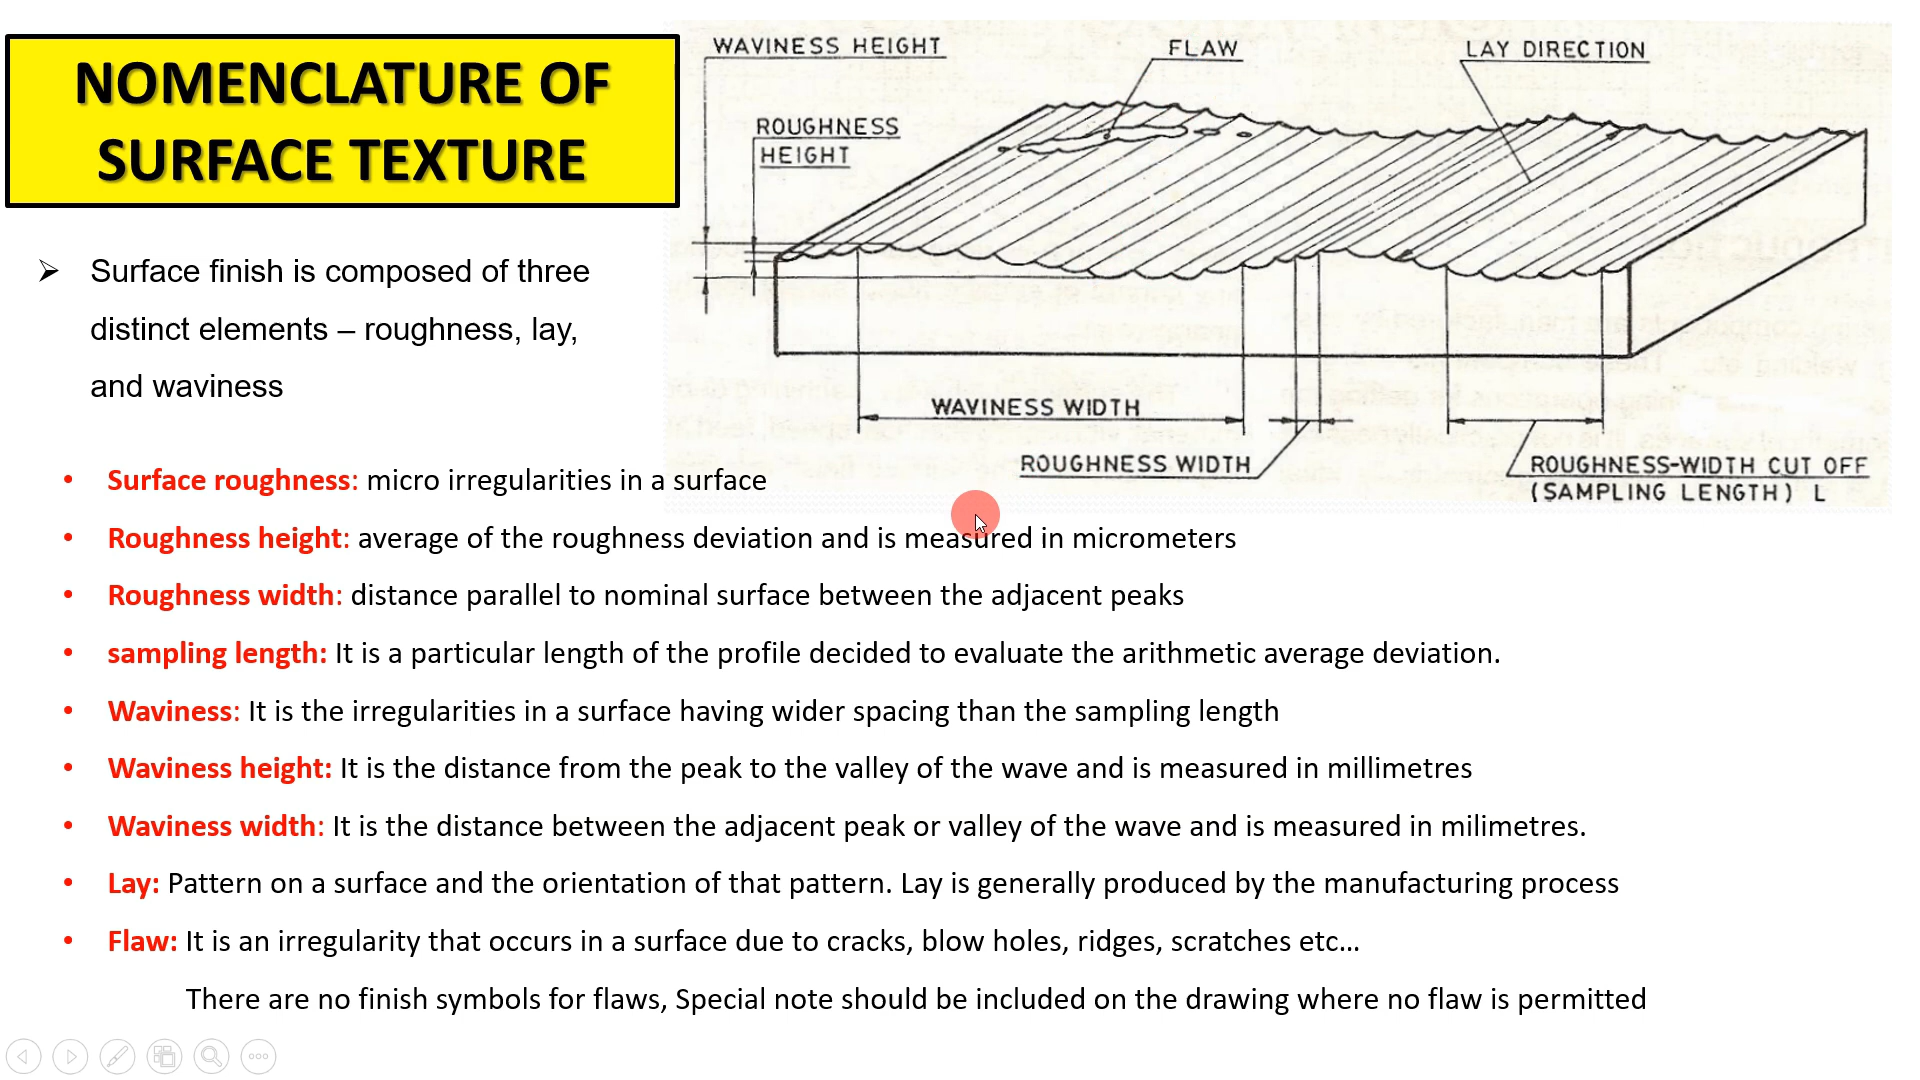 NOMENCLATURE OF
SURFACE TEXTURE
WAVINESS HEIGHT
FLAW
LAY DIRECTION
ROUGHNESS
HEIGHT
WAVINESS WIDTH
ROUGHNESS WIDTH
ROUGHNESS-WIDTH CUT OFF
(SAMPLING LENGTH) L
➢ Surface finish is composed of three
distinct elements – roughness, lay,
and waviness
• Surface roughness: micro irregularities in a surface
• Roughness height: average of the roughness deviation and is measured in micrometers
• Roughness width: distance parallel to nominal surface between the adjacent peaks
• sampling length: It is a particular length of the profile decided to evaluate the arithmetic average deviation.
• Waviness: It is the irregularities in a surface having wider spacing than the sampling length
• Waviness height: It is the distance from the peak to the valley of the wave and is measured in millimetres
• Waviness width: It is the distance between the adjacent peak or valley of the wave and is measured in milimetres.
• Lay: Pattern on a surface and the orientation of that pattern. Lay is generally produced by the manufacturing process
• Flaw: It is an irregularity that occurs in a surface due to cracks, blow holes, ridges, scratches etc...
There are no finish symbols for flaws, Special note should be included on the drawing where no flaw is permitted